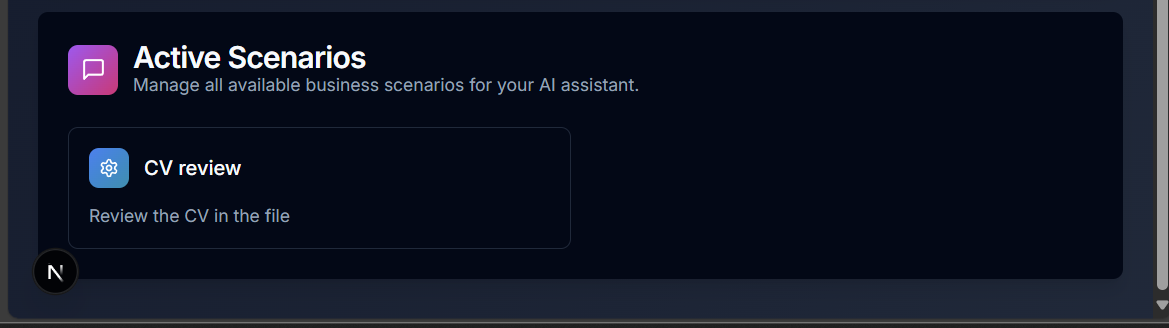 Active Scenarios
Manage all available business scenarios for your AI assistant.
CV review
Review the CV in the file
N